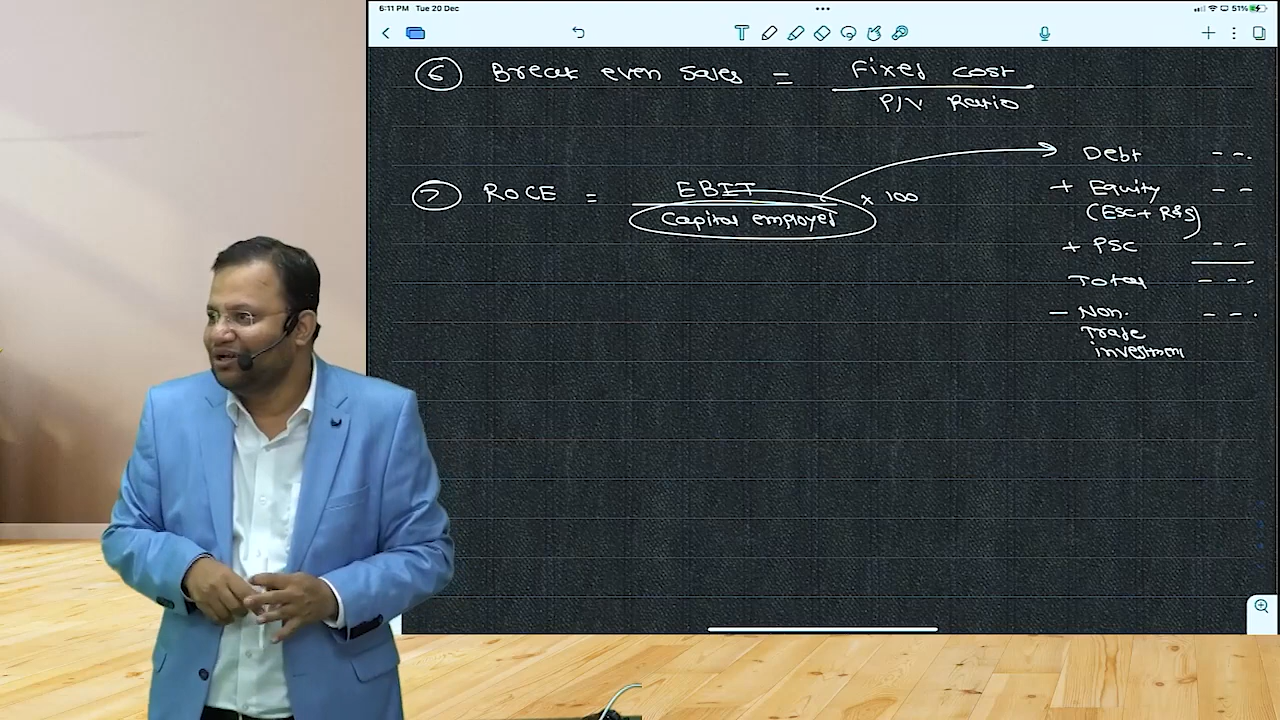 6:11 PM Tue 20 Dec
51%
6 Break even sales = Fixed cost
P/V Ratio
7 RoCE = EBIT × 100
Capital employed
Debt - - .
+ Equity - -
(ESC + R&S)
+ PSC - -
Total - - -
- Non. - - -
Trade
investment